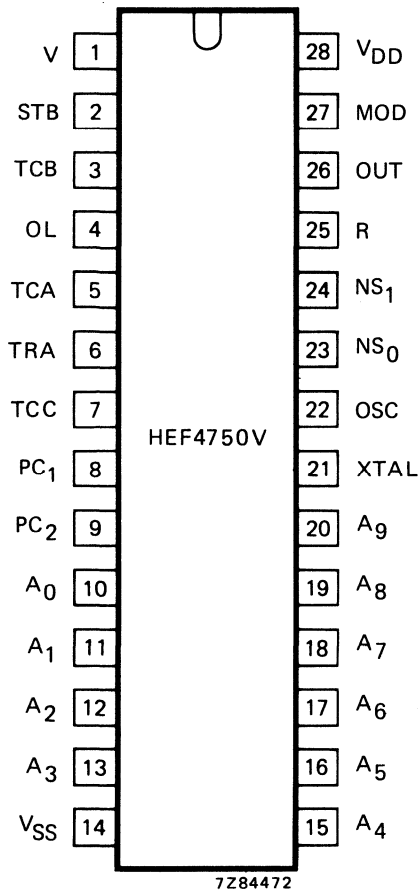 V 1 28 VDD
STB 2 27 MOD
TCB 3 26 OUT
OL 4 25 R
TCA 5 24 NS1
TRA 6 23 NS0
TCC 7 22 OSC
HEF4750V
PC1 8 21 XTAL
PC2 9 20 A9
A0 10 19 A8
A1 11 18 A7
A2 12 17 A6
A3 13 16 A5
VSS 14 15 A4
7Z84472